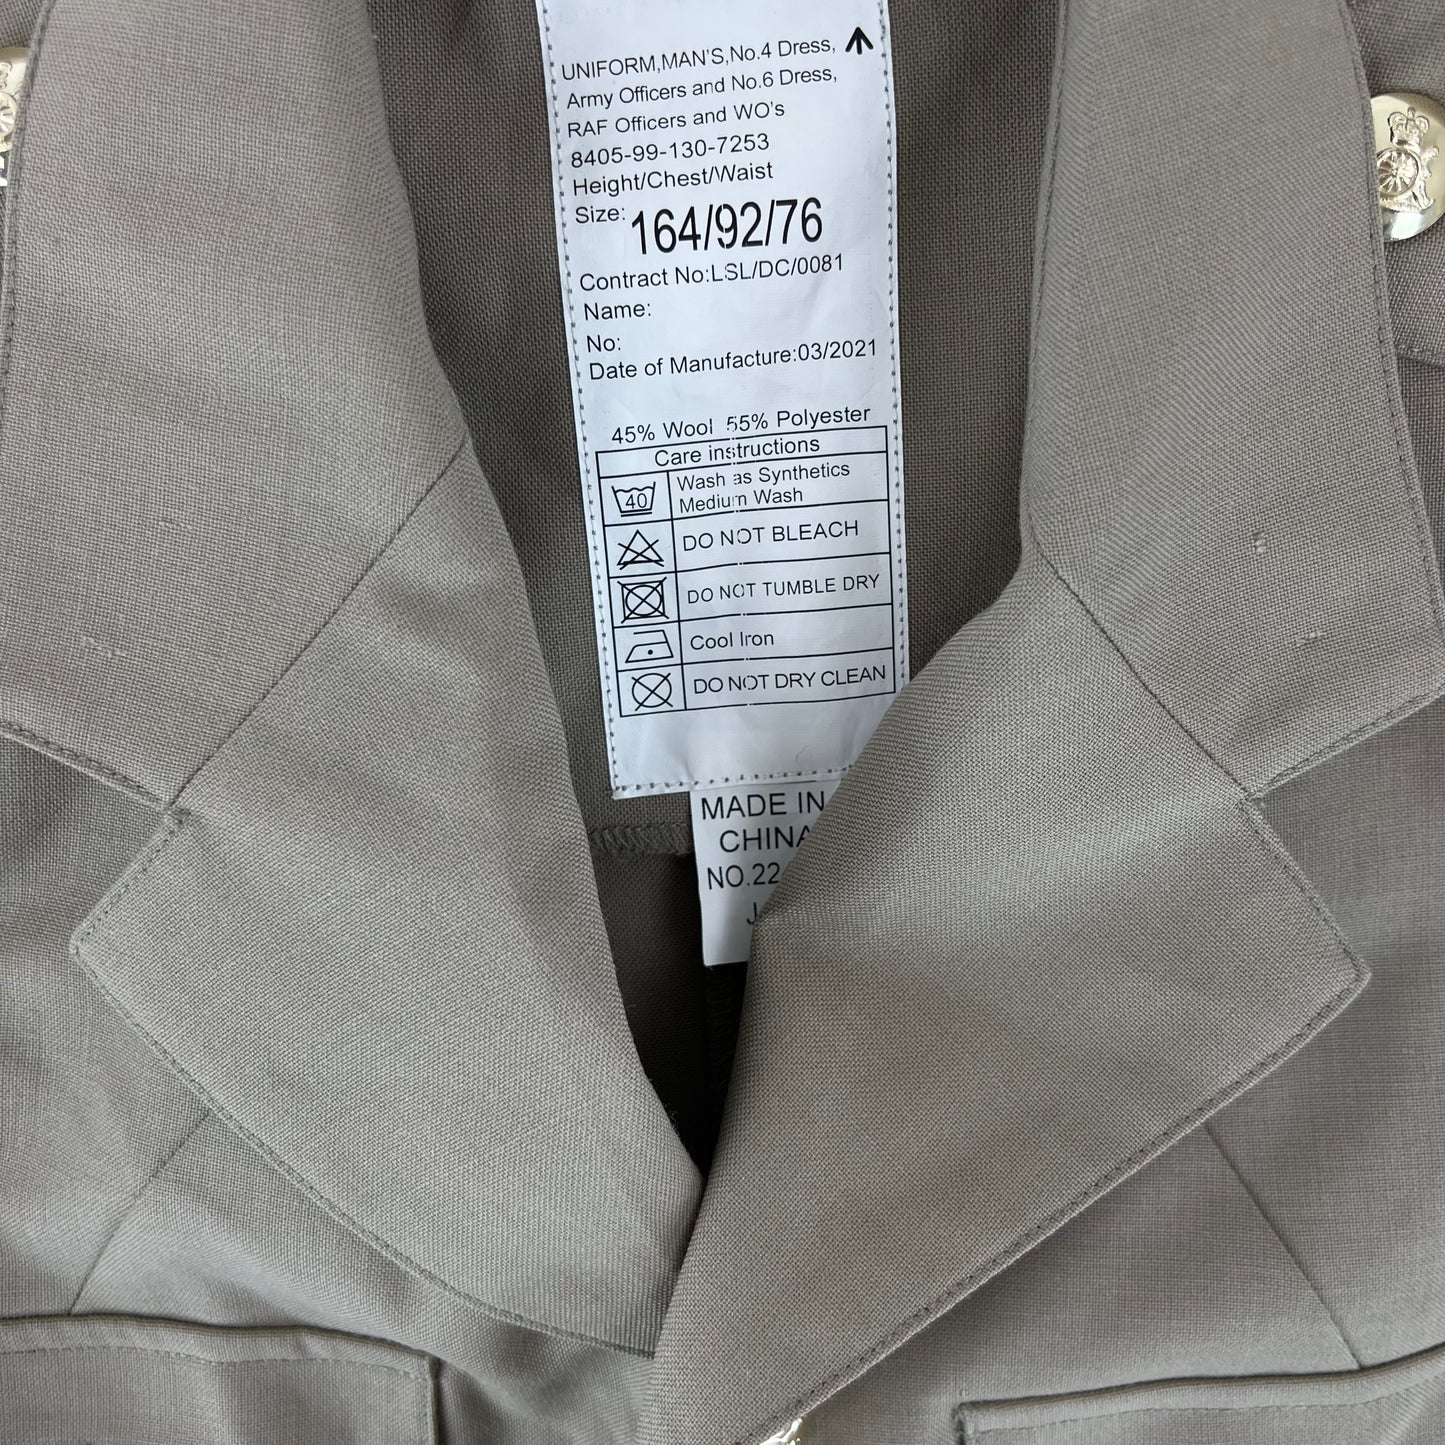 UNIFORM,MAN'S,No.4 Dress,
Army Officers and No.6 Dress,
RAF Officers and WO's
8405-99-130-7253
Height/Chest/Waist
Size: 164/92/76
Contract No:LSL/DC/0081
Name:
No:
Date of Manufacture:03/2021
45% Wool 55% Polyester
Care instructions
40 Wash as Synthetics
Medium Wash
DO NOT BLEACH
DO NOT TUMBLE DRY
Cool Iron
DO NOT DRY CLEAN
MADE IN
CHINA
NO.22